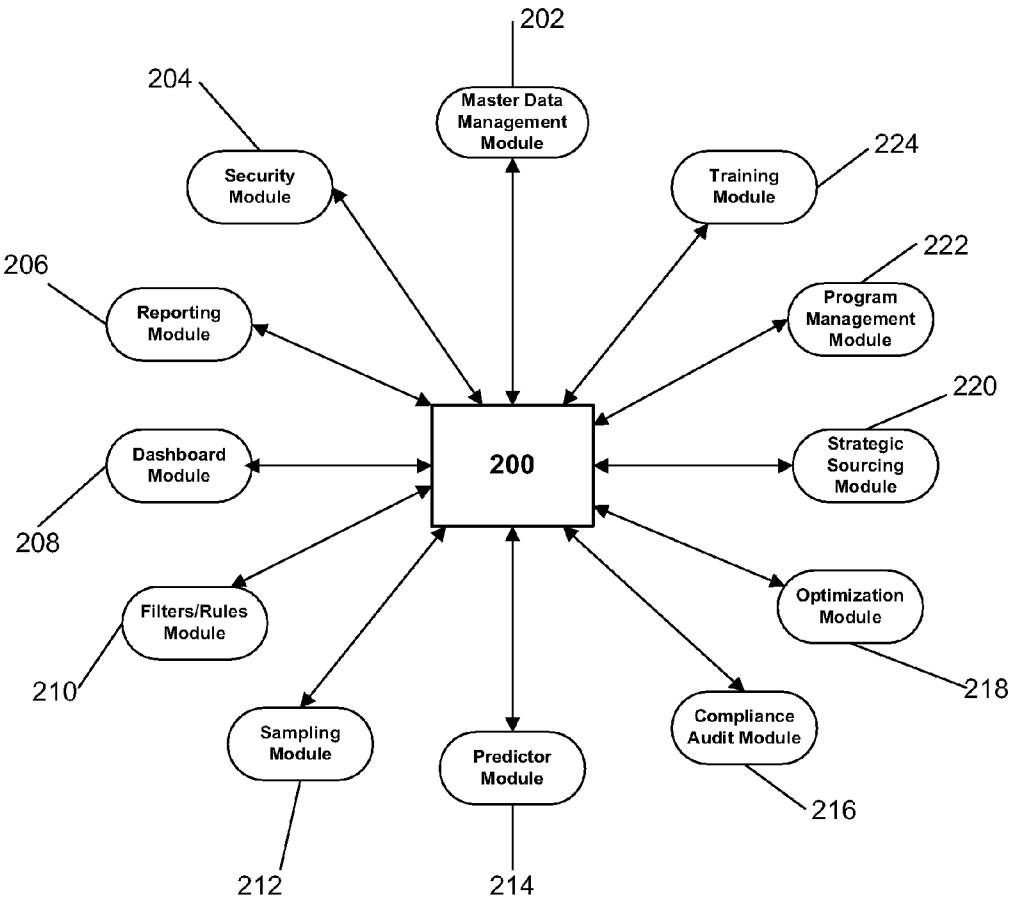 202
Master Data
Management
Module
204
Security
Module
224
Training
Module
222
Program
Management
Module
206
Reporting
Module
220
Strategic
Sourcing
Module
200
Dashboard
Module
208
Filters/Rules
Module
210
Optimization
Module
218
Sampling
Module
212
Predictor
Module
214
Compliance
Audit Module
216